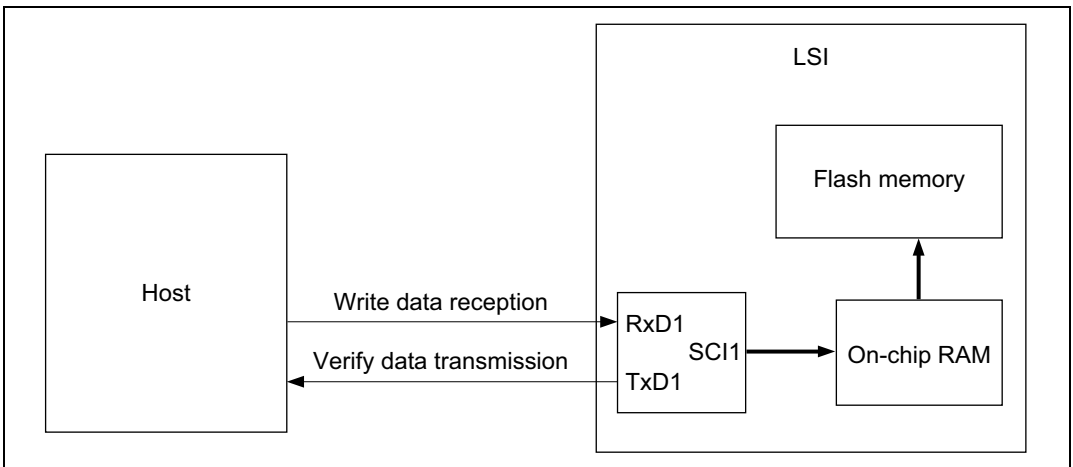 LSI
Flash memory
Host
Write data reception
RxD1
SCI1
On-chip RAM
Verify data transmission
TxD1